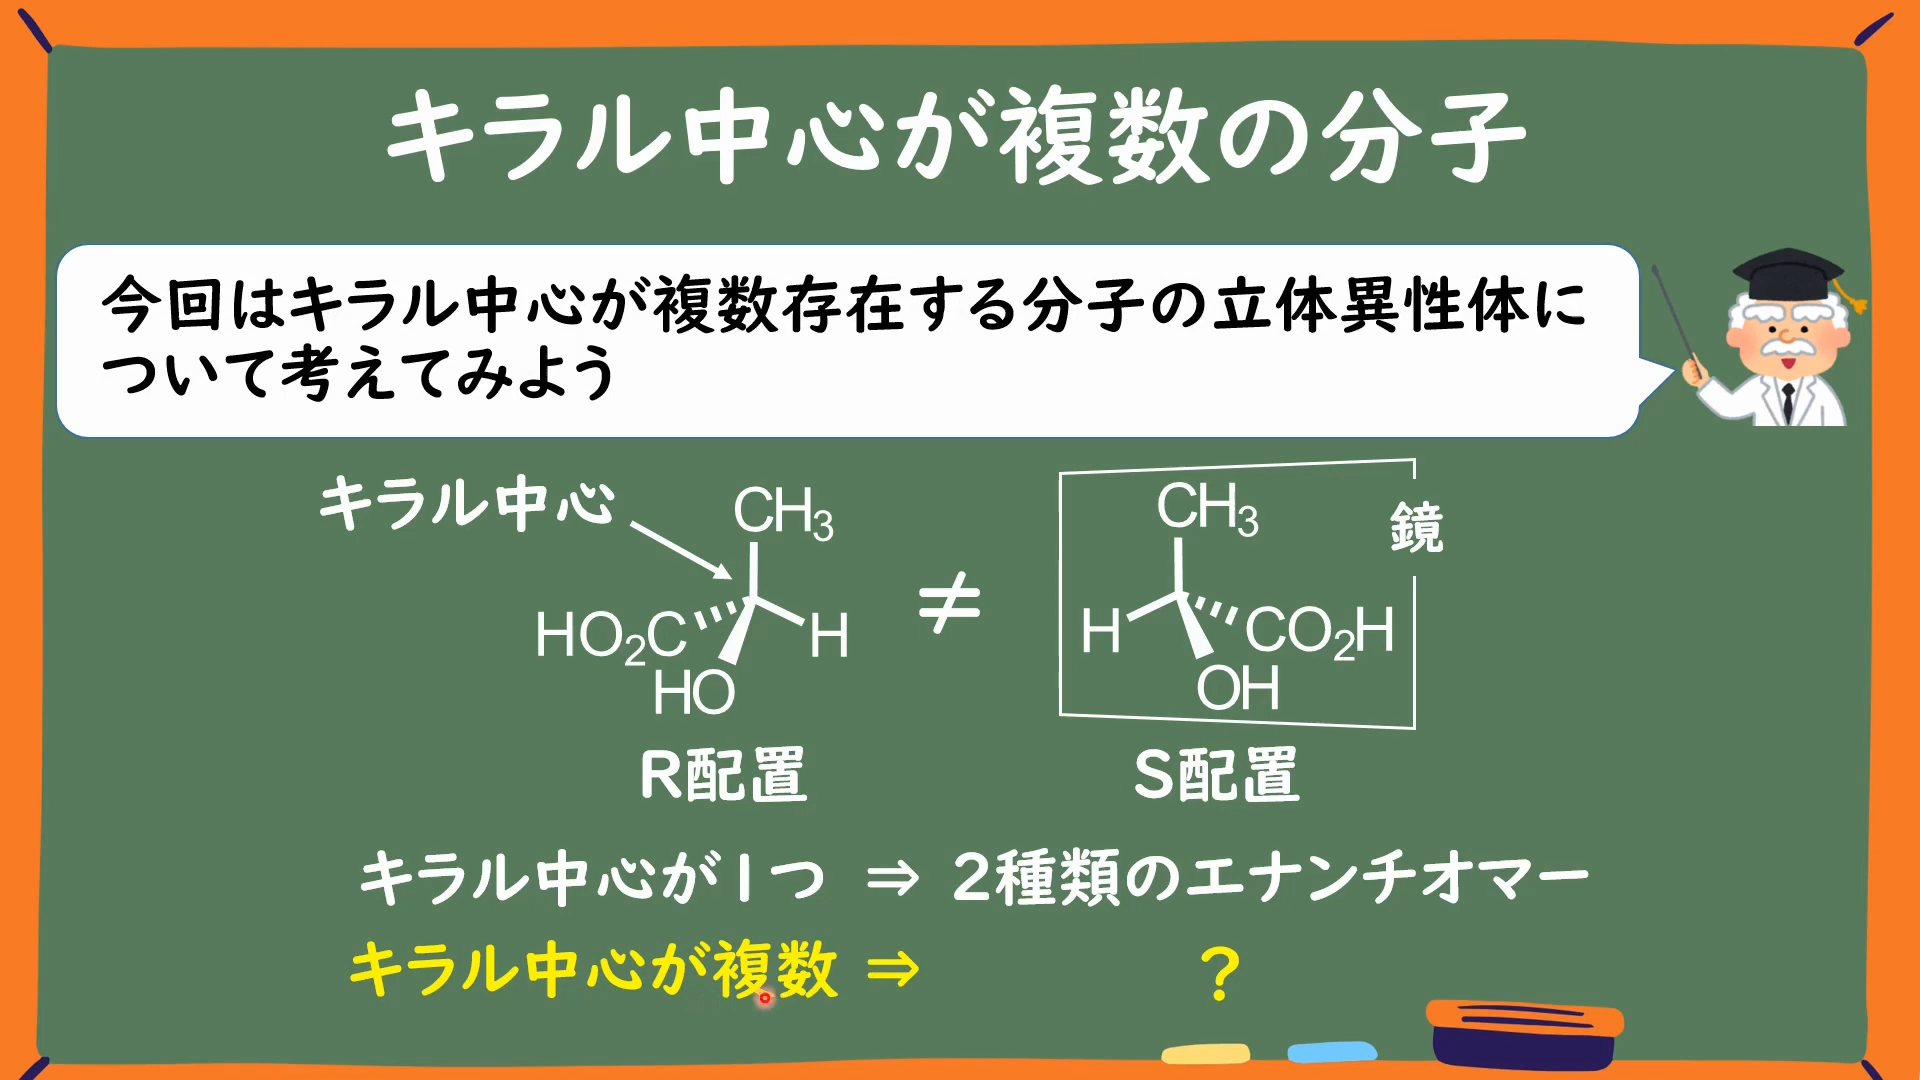 キラル中心が複数の分子
今回はキラル中心が複数存在する分子の立体異性体に
ついて考えてみよう
キラル中心
CH3
HO2C
H
HO
≠
CH3
鏡
H
CO2H
OH
R配置
S配置
キラル中心が1つ ⇒ 2種類のエナンチオマー
キラル中心が複数 ⇒ ?